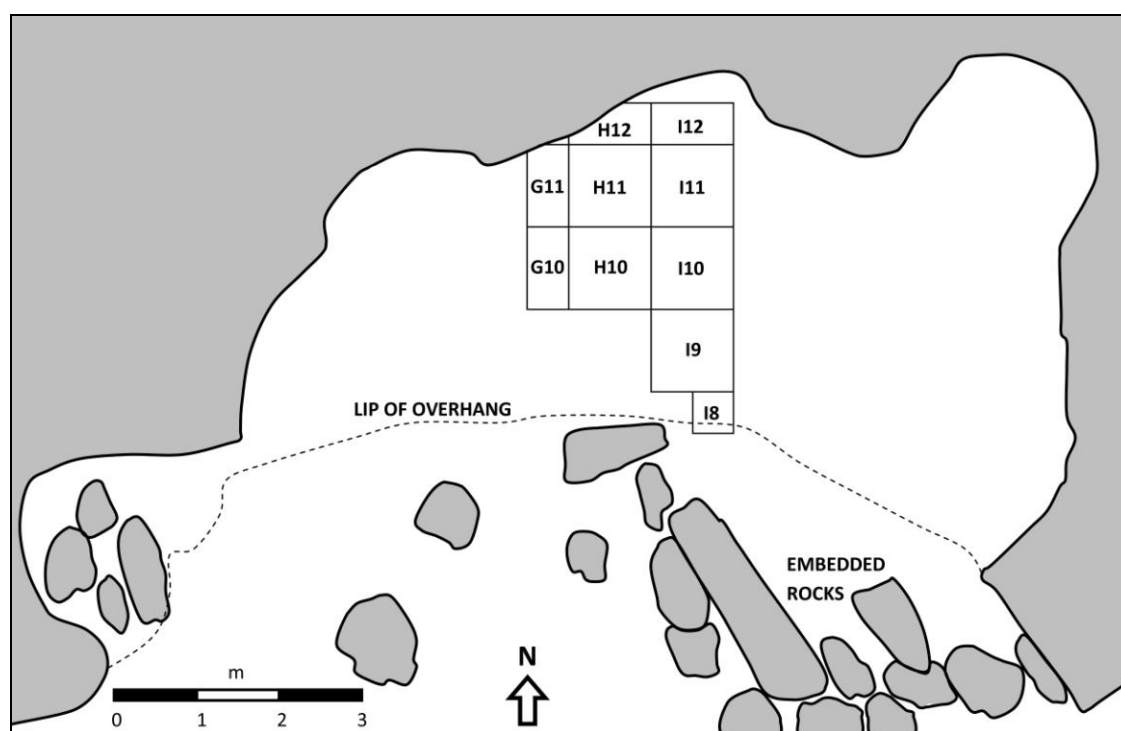 H12 I12
G11 H11 I11
G10 H10 I10
I9
LIP OF OVERHANG
I8
EMBEDDED
ROCKS
N
m
0 1 2 3